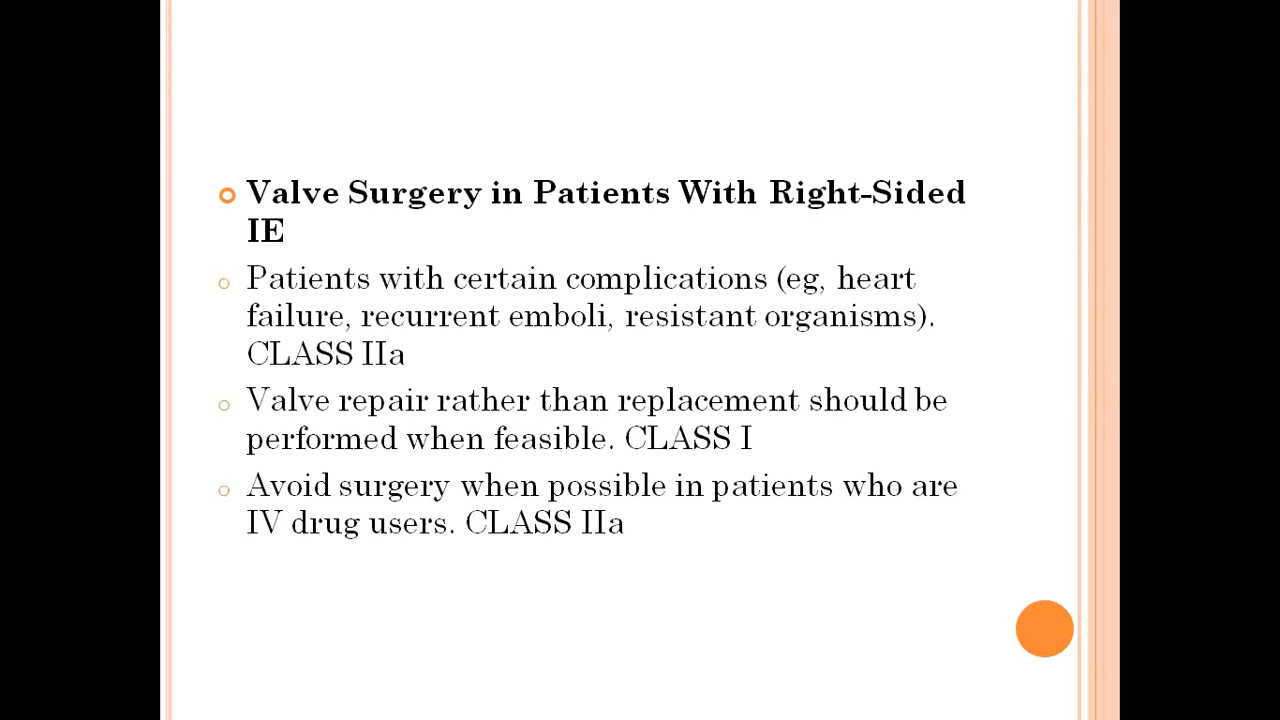 Valve Surgery in Patients With Right-Sided
IE
Patients with certain complications (eg, heart
failure, recurrent emboli, resistant organisms).
CLASS IIa
Valve repair rather than replacement should be
performed when feasible. CLASS I
Avoid surgery when possible in patients who are
IV drug users. CLASS IIa